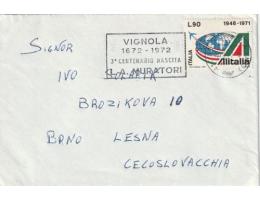 VIGNOLA
1672-1972
3° CENTENARIO NASCITA
L.A. MURATORI
L.90 1946-1971
ITALIA
Alitalia
SIGNOR
IVO
BROZIKOVA 10
BRNO LESNA
CECOSLOVACCHIA